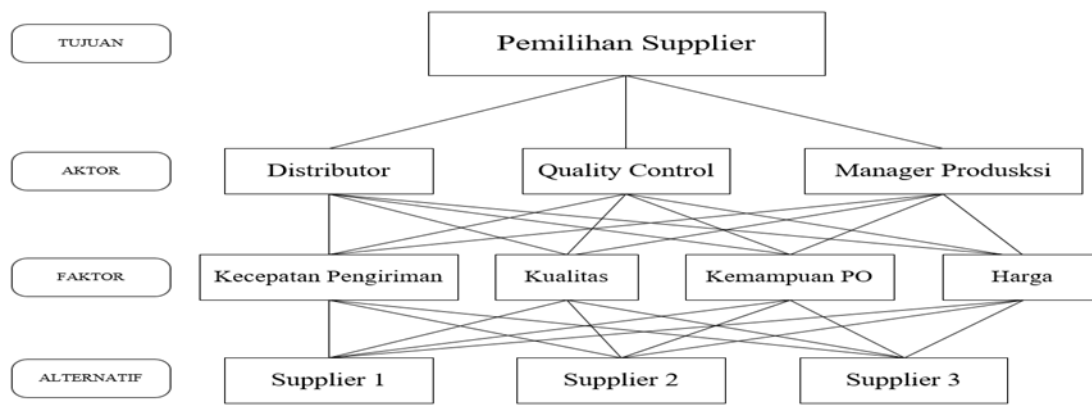 TUJUAN
Pemilihan Supplier
AKTOR
Distributor
Quality Control
Manager Produsksi
FAKTOR
Kecepatan Pengiriman
Kualitas
Kemampuan PO
Harga
ALTERNATIF
Supplier 1
Supplier 2
Supplier 3